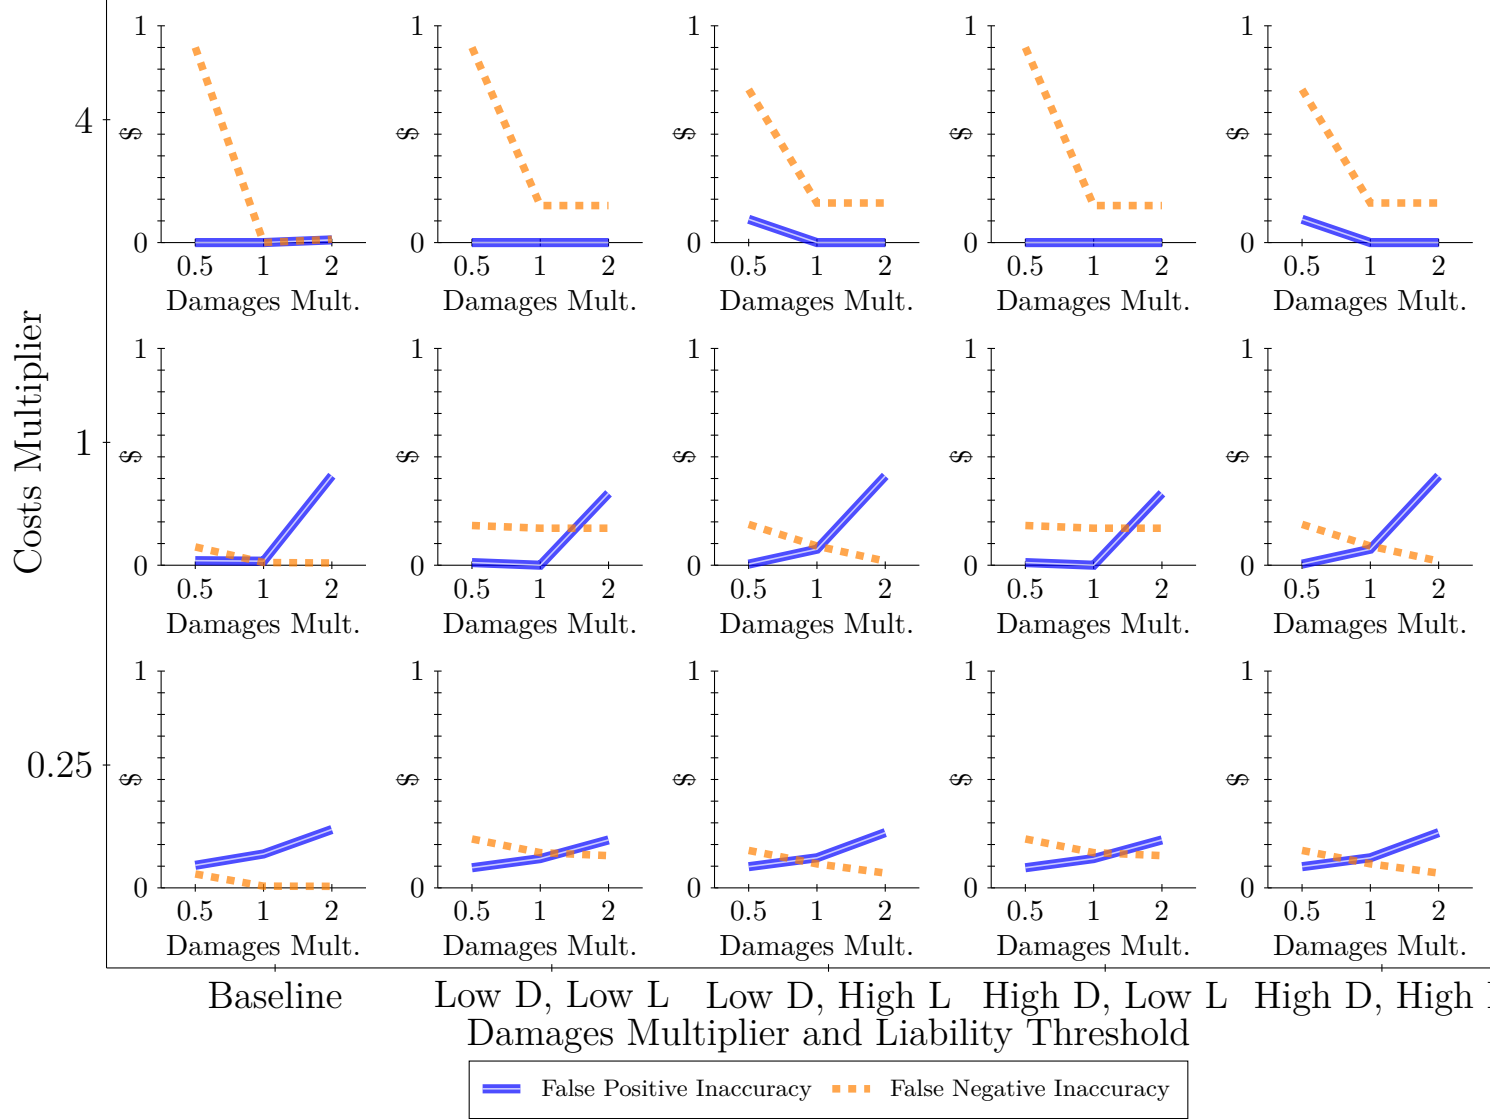 1
1
1
1
1
4
$
$
$
$
$
0
0
0
0
0
0.5 1 2
0.5 1 2
0.5 1 2
0.5 1 2
0.5 1 2
Damages Mult.
Damages Mult.
Damages Mult.
Damages Mult.
Damages Mult.
Costs Multiplier
1
1
1
1
1
1
$
$
$
$
$
0
0
0
0
0
0.5 1 2
0.5 1 2
0.5 1 2
0.5 1 2
0.5 1 2
Damages Mult.
Damages Mult.
Damages Mult.
Damages Mult.
Damages Mult.
1
1
1
1
1
0.25
$
$
$
$
$
0
0
0
0
0
0.5 1 2
0.5 1 2
0.5 1 2
0.5 1 2
0.5 1 2
Damages Mult.
Damages Mult.
Damages Mult.
Damages Mult.
Damages Mult.
Baseline
Low D, Low L
Low D, High L
High D, Low L
High D, High
Damages Multiplier and Liability Threshold
False Positive Inaccuracy
False Negative Inaccuracy